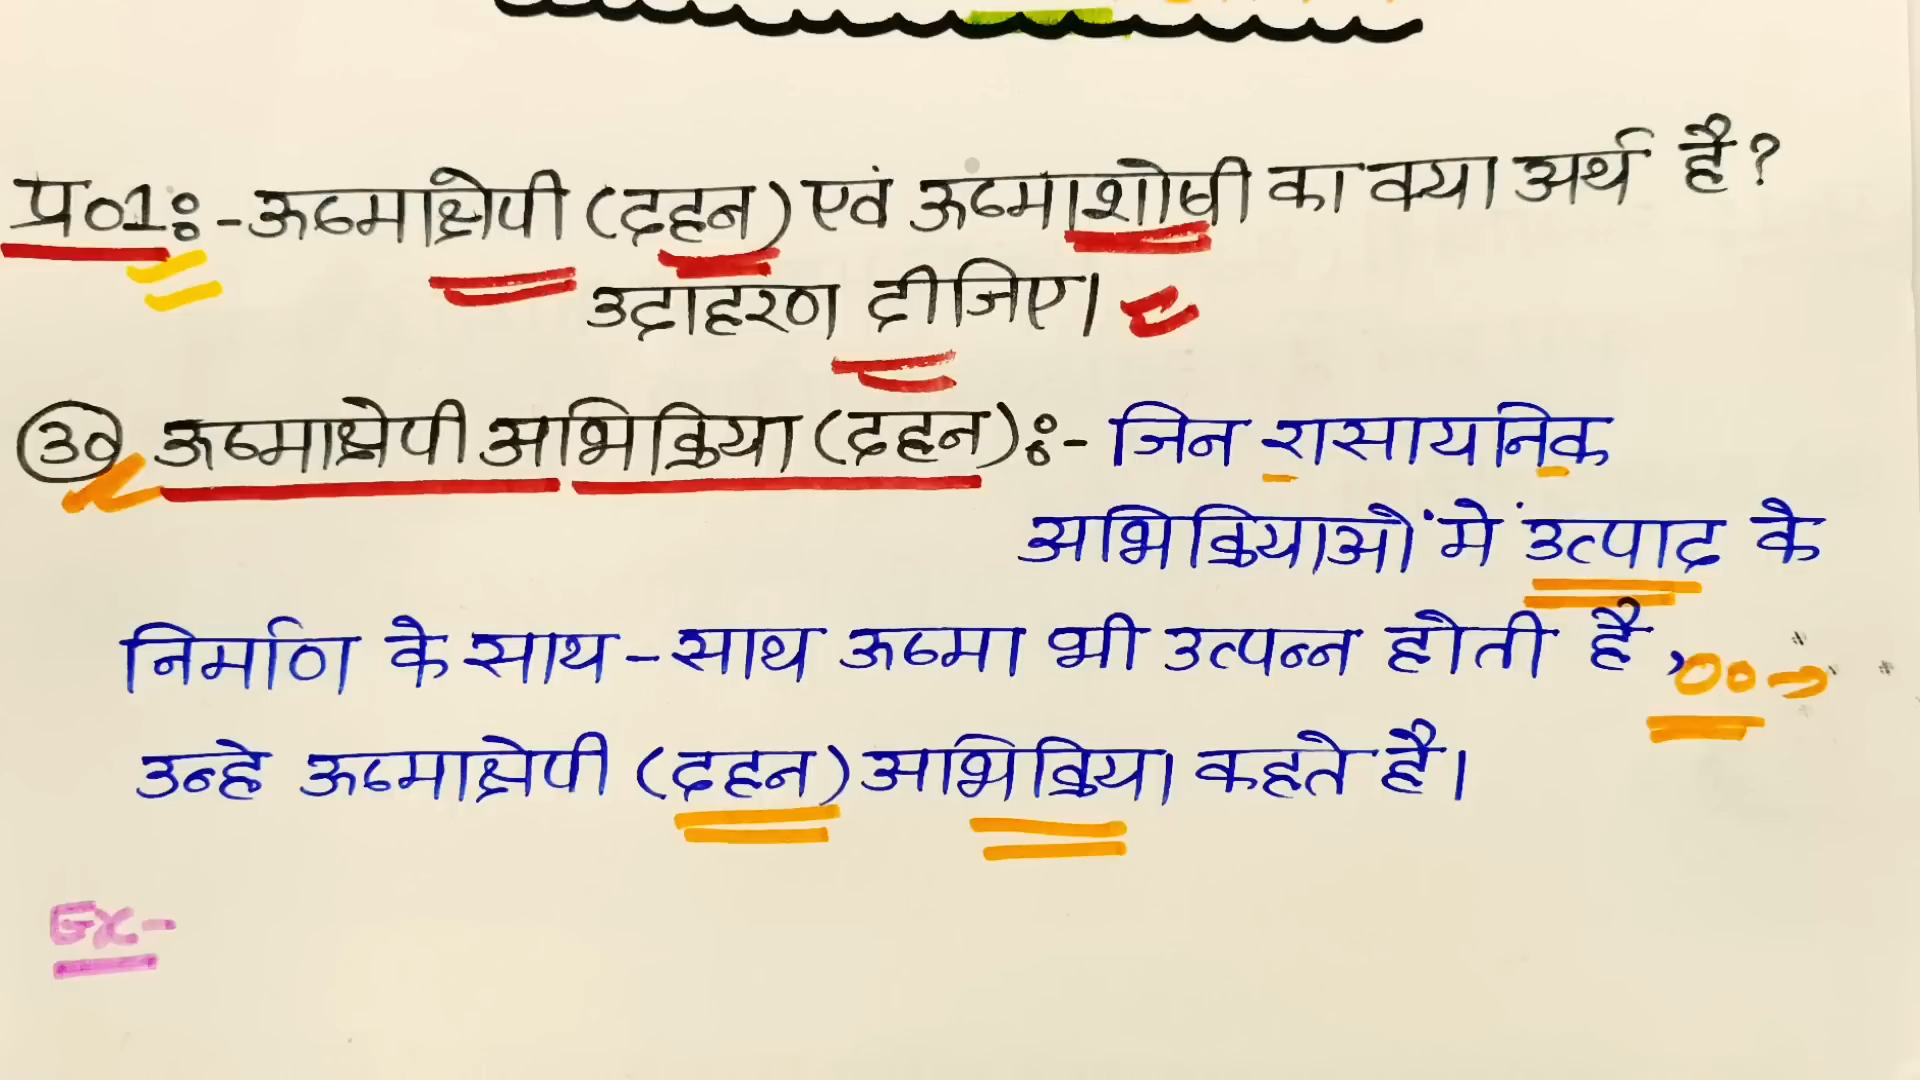 प्र०1ः-ऊष्माक्षेपी (दहन) एवं ऊष्माशोषी का क्या अर्थ है?
उदाहरण दीजिए।
उ० ऊष्माक्षेपी अभिक्रिया (दहन)ः- जिन रासायनिक
अभिक्रियाओं में उत्पाद के
निर्माण के साथ-साथ ऊष्मा भी उत्पन्न होती है,
उन्हे ऊष्माक्षेपी (दहन) अभिक्रिया कहते है।
Ex-